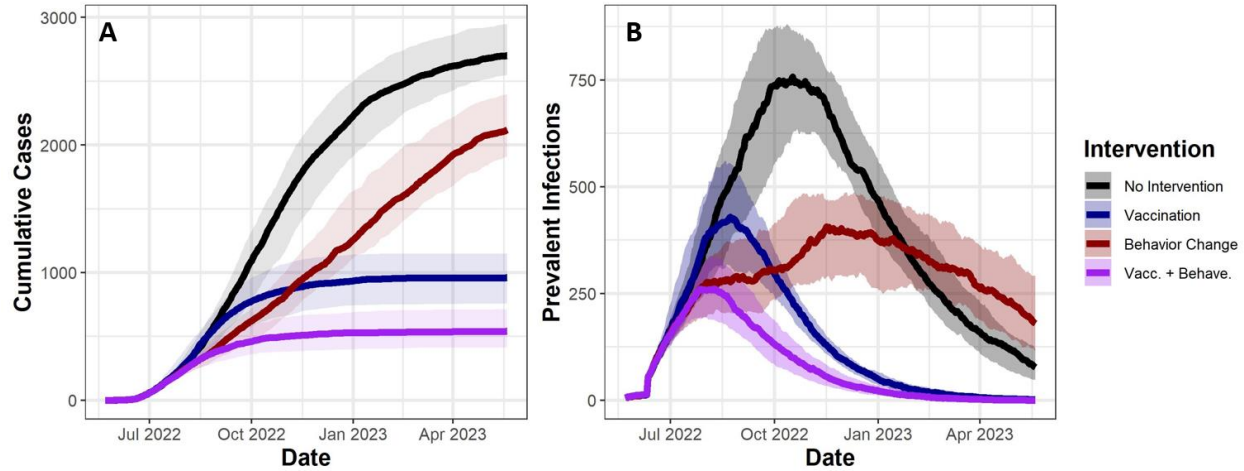 A
Cumulative Cases
3000
2000
1000
0
Jul 2022
Oct 2022
Jan 2023
Apr 2023
Date
B
Prevalent Infections
750
500
250
0
Jul 2022
Oct 2022
Jan 2023
Apr 2023
Date
Intervention
No Intervention
Vaccination
Behavior Change
Vacc. + Behave.